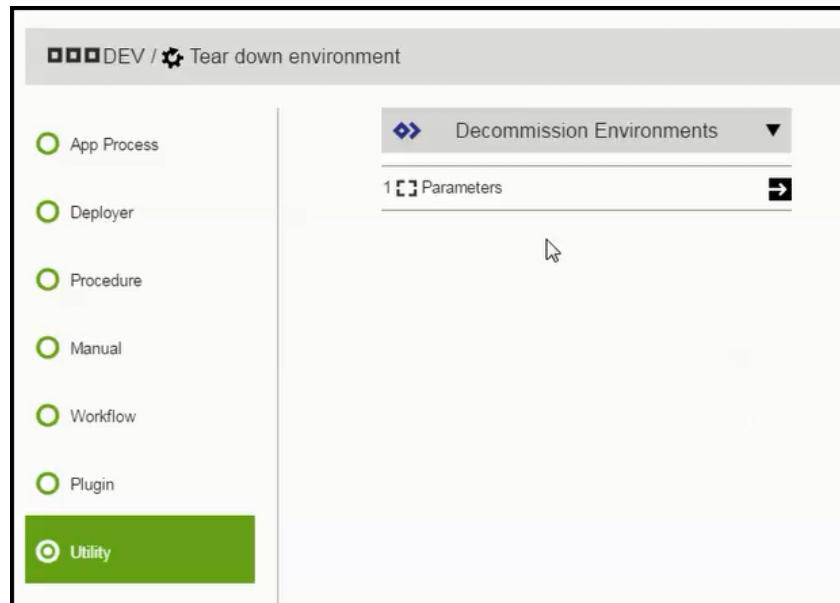 DEV / Tear down environment
App Process
Deployer
Procedure
Manual
Workflow
Plugin
Utility
Decommission Environments
1 Parameters